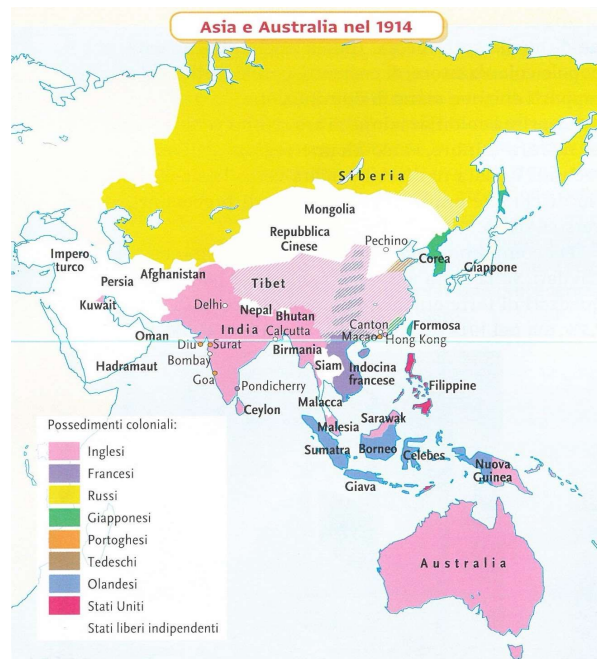 Asia e Australia nel 1914
Siberia
Mongolia
Repubblica
Cinese
Pechino
Corea
Giappone
Impero
turco
Persia
Afghanistan
Tibet
Kuwait
Delhi
Nepal
Bhutan
India
Calcutta
Canton
Macao
Hong Kong
Formosa
Oman
Diu
Surat
Birmania
Bombay
Siam
Indocina
francese
Hadramaut
Goa
Pondicherry
Filippine
Ceylon
Malacca
Malesia
Sarawak
Sumatra
Borneo
Celebes
Nuova
Guinea
Giava
Australia
Possedimenti coloniali:
Inglesi
Francesi
Russi
Giapponesi
Portoghesi
Tedeschi
Olandesi
Stati Uniti
Stati liberi indipendenti